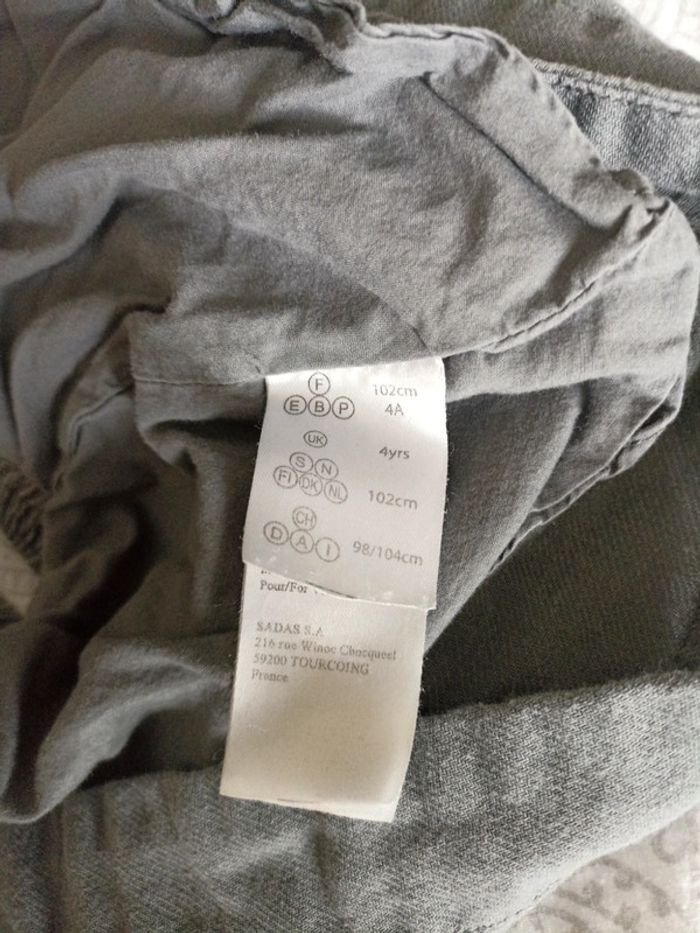 F 102cm
E B P 4A
UK 4yrs
S N
FI DK NL 102cm
CH
D A I 98/104cm
Pour/For
SADAS S.A
216 rue Winoc Chocqueel
59200 TOURCOING
France